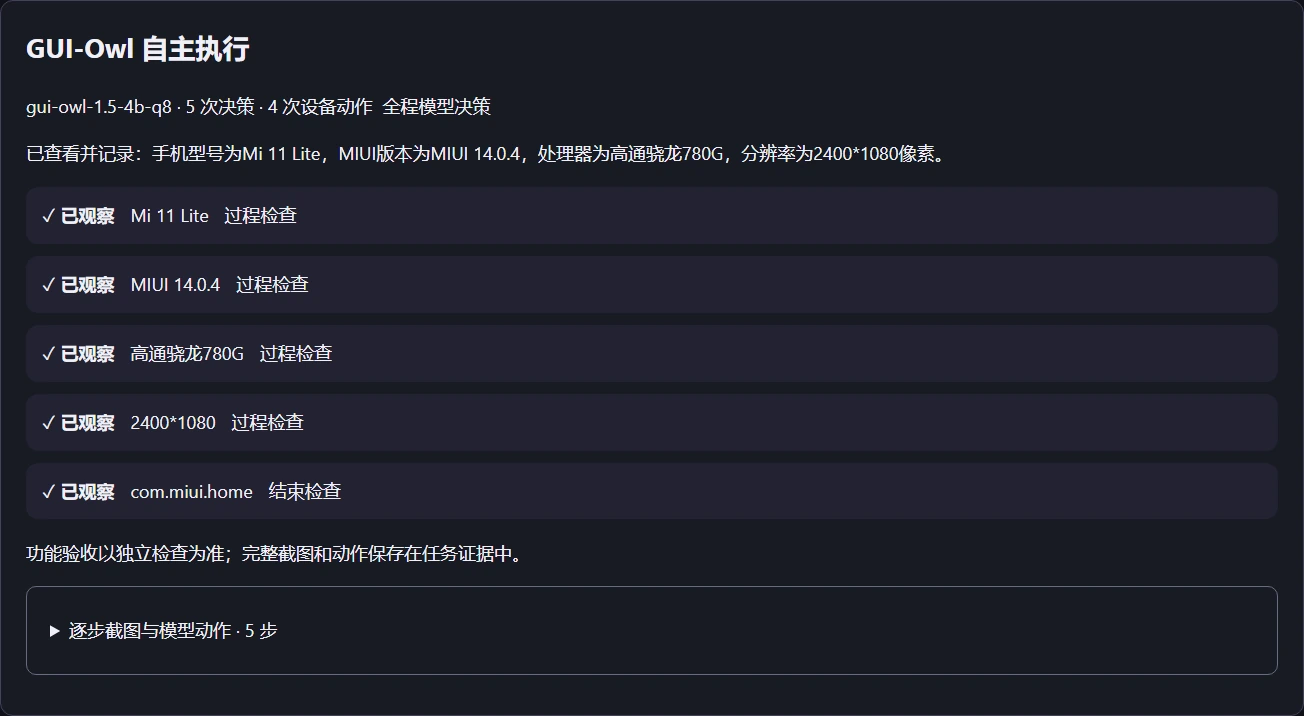 GUI-Owl 自主执行
gui-owl-1.5-4b-q8 · 5 次决策 · 4 次设备动作 全程模型决策
已查看并记录：手机型号为Mi 11 Lite，MIUI版本为MIUI 14.0.4，处理器为高通骁龙780G，分辨率为2400*1080像素。
✓ 已观察 Mi 11 Lite 过程检查
✓ 已观察 MIUI 14.0.4 过程检查
✓ 已观察 高通骁龙780G 过程检查
✓ 已观察 2400*1080 过程检查
✓ 已观察 com.miui.home 结束检查
功能验收以独立检查为准；完整截图和动作保存在任务证据中。
▶ 逐步截图与模型动作 · 5 步